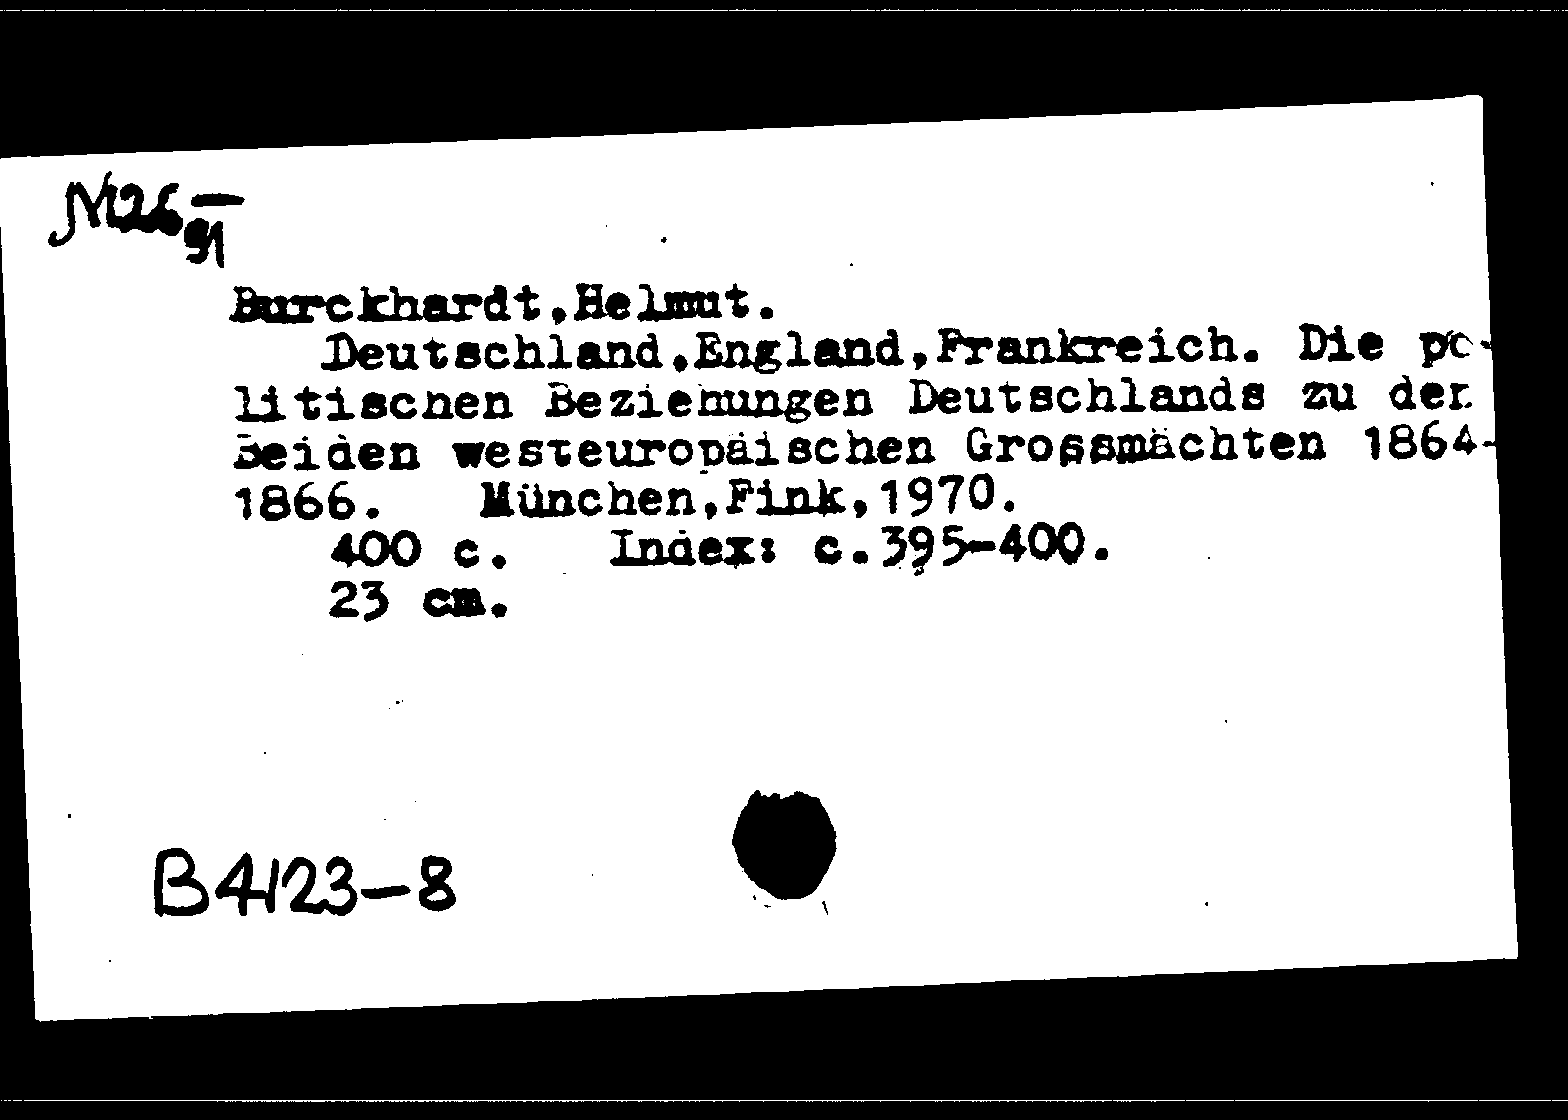 М26 —
91
Burckhardt,Helmut.
Deutschland,England,Frankreich. Die po-
litischen Beziehungen Deutschlands zu den
beiden westeuropäischen Grossmächten 1864-
1866. München,Fink,1970.
400 c. Index: c.395-400.
23 cm.
B4123-8